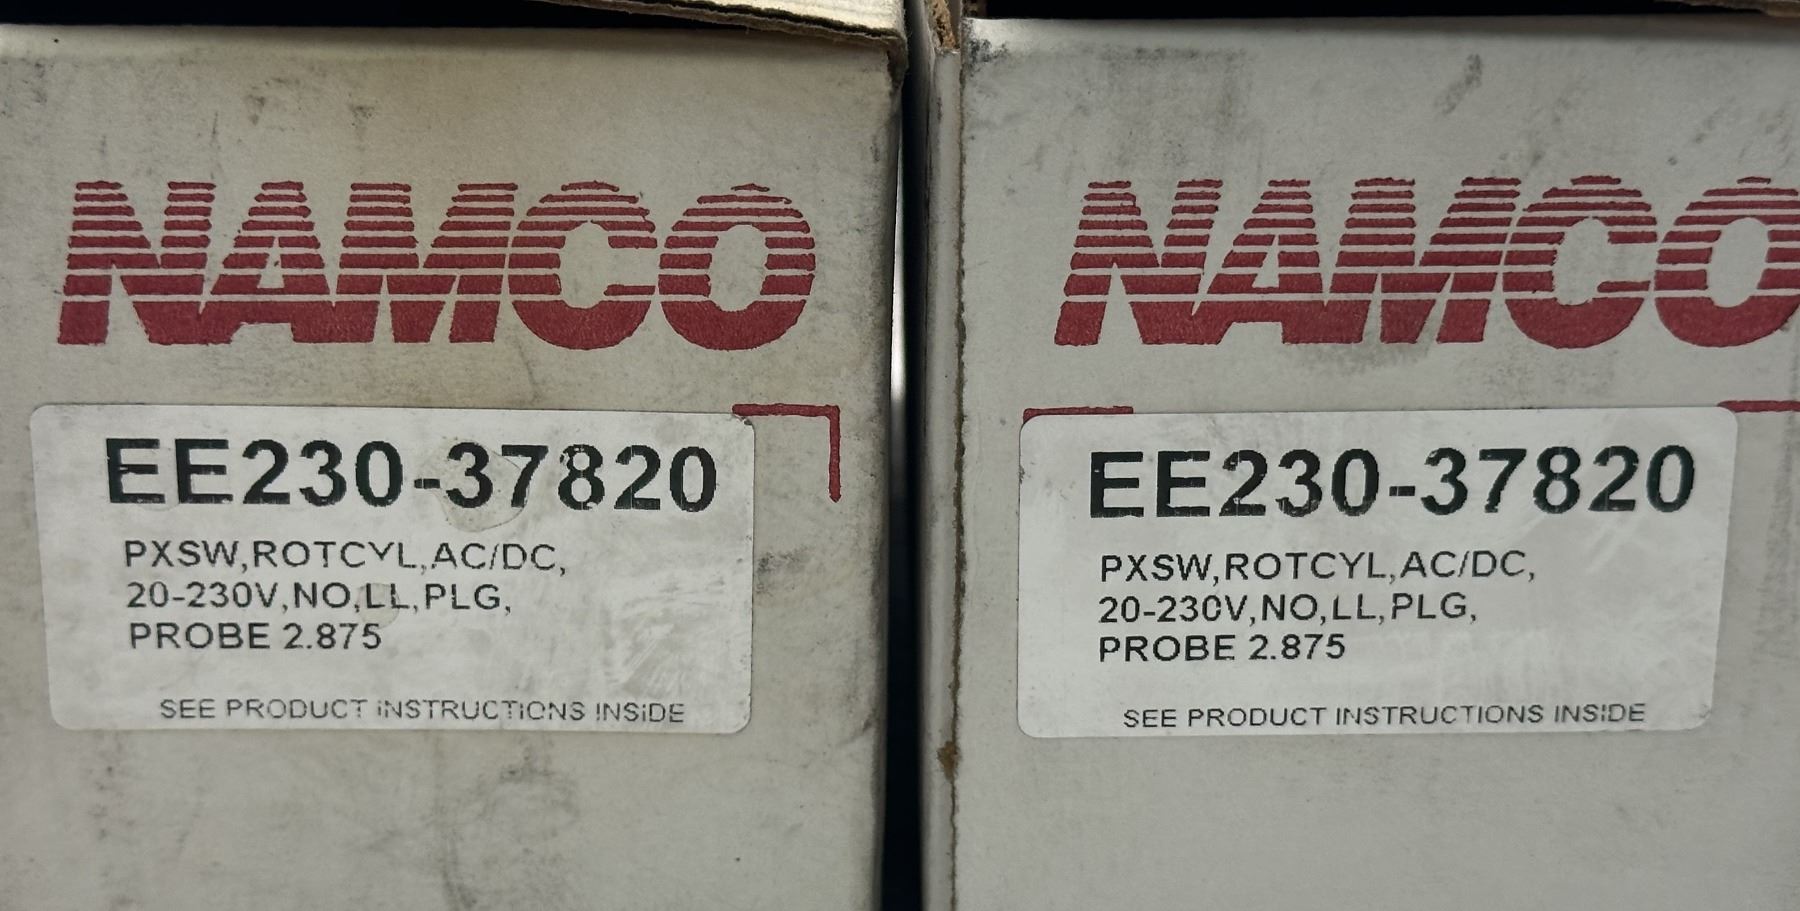 NAMCO
EE230-37820
PXSW,ROTCYL,AC/DC,
20-230V,NO,LL,PLG,
PROBE 2.875
SEE PRODUCT INSTRUCTIONS INSIDE
NAMCO
EE230-37820
PXSW,ROTCYL,AC/DC,
20-230V,NO,LL,PLG,
PROBE 2.875
SEE PRODUCT INSTRUCTIONS INSIDE